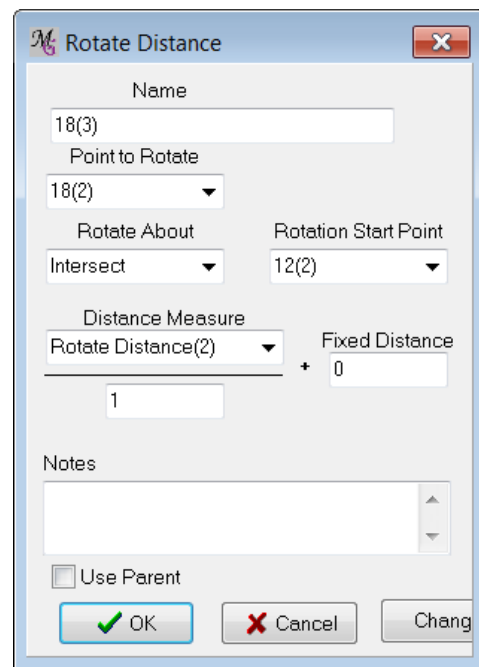 Rotate Distance
Name
18(3)
Point to Rotate
18(2)
Rotate About Rotation Start Point
Intersect 12(2)
Distance Measure Fixed Distance
Rotate Distance(2) + 0
1
Notes
Use Parent
OK Cancel Chang